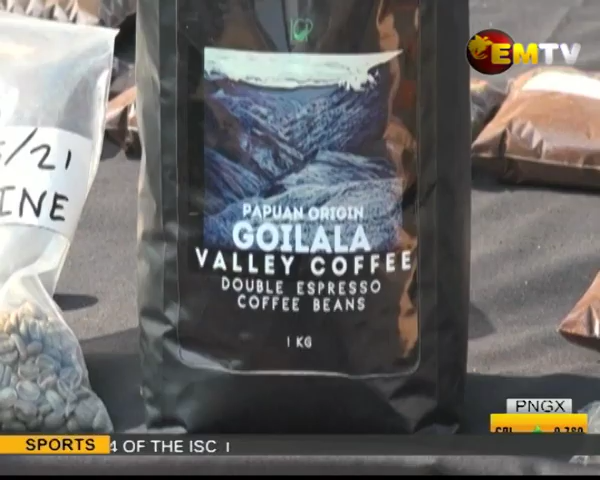 EMTV
/21
INE
PAPUAN ORIGIN
GOILALA
VALLEY COFFEE
DOUBLE ESPRESSO
COFFEE BEANS
1 KG
PNGX
SPORTS 4 OF THE ISC